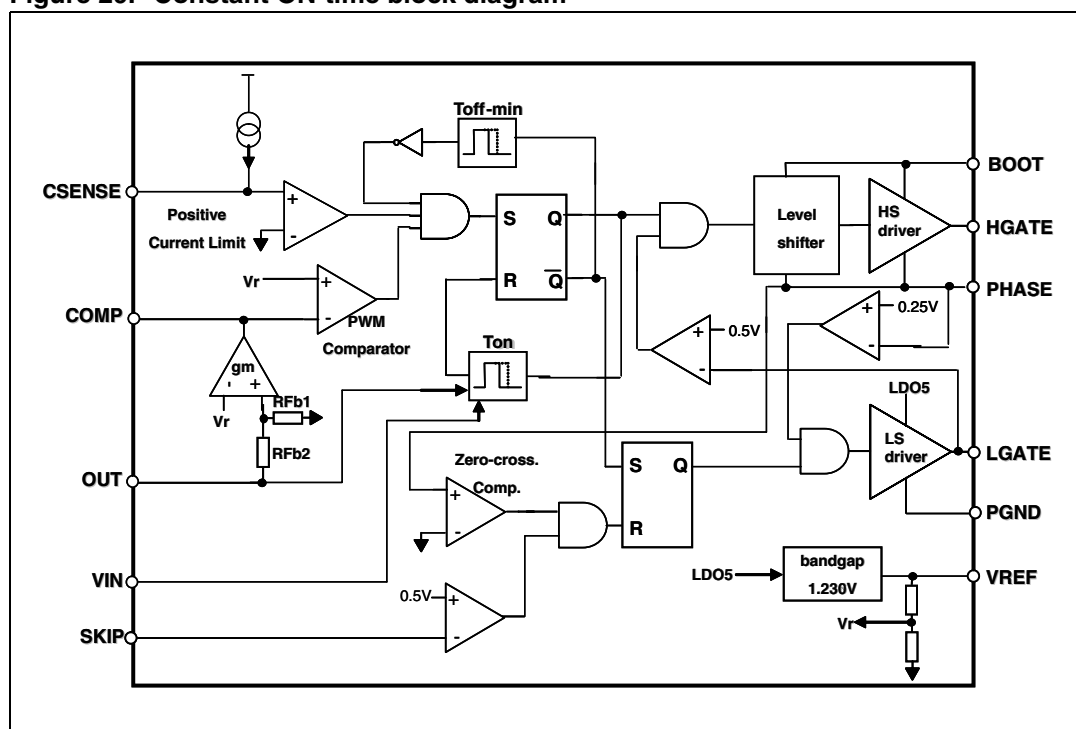 Figure 26. Constant ON-time block diagram
Toff-min
CSENSE
+
-
Positive
Current Limit
S
Q
R
Q
Level
shifter
HS
driver
BOOT
HGATE
PHASE
Vr
+
-
PWM
Comparator
COMP
gm
-
+
Vr
RFb1
RFb2
Ton
+
0.5V
-
+
0.25V
-
LDO5
LS
driver
LGATE
PGND
OUT
Zero-cross.
Comp.
+
-
S
Q
R
VIN
0.5V
+
-
SKIP
LDO5
bandgap
1.230V
VREF
Vr